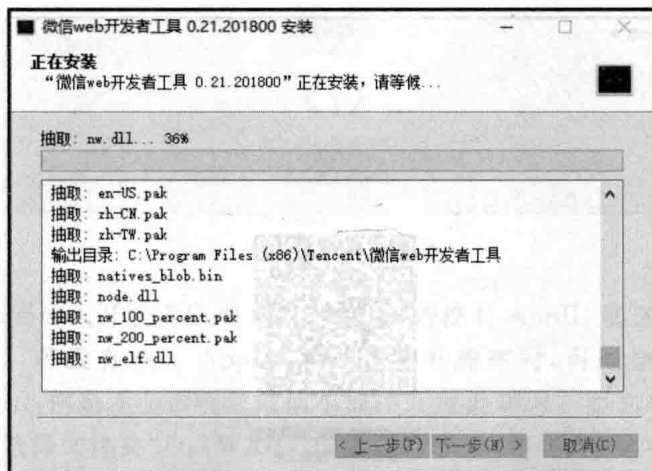 微信web开发者工具 0.21.201800 安装
正在安装
“微信web开发者工具 0.21.201800”正在安装，请等候...
抽取: nw.dll... 36%
抽取: en-US.pak
抽取: zh-CN.pak
抽取: zh-TW.pak
输出目录: C:\Program Files (x86)\Tencent\微信web开发者工具
抽取: natives_blob.bin
抽取: node.dll
抽取: nw_100_percent.pak
抽取: nw_200_percent.pak
抽取: nw_elf.dll
< 上一步(P) 下一步(N) > 取消(C)